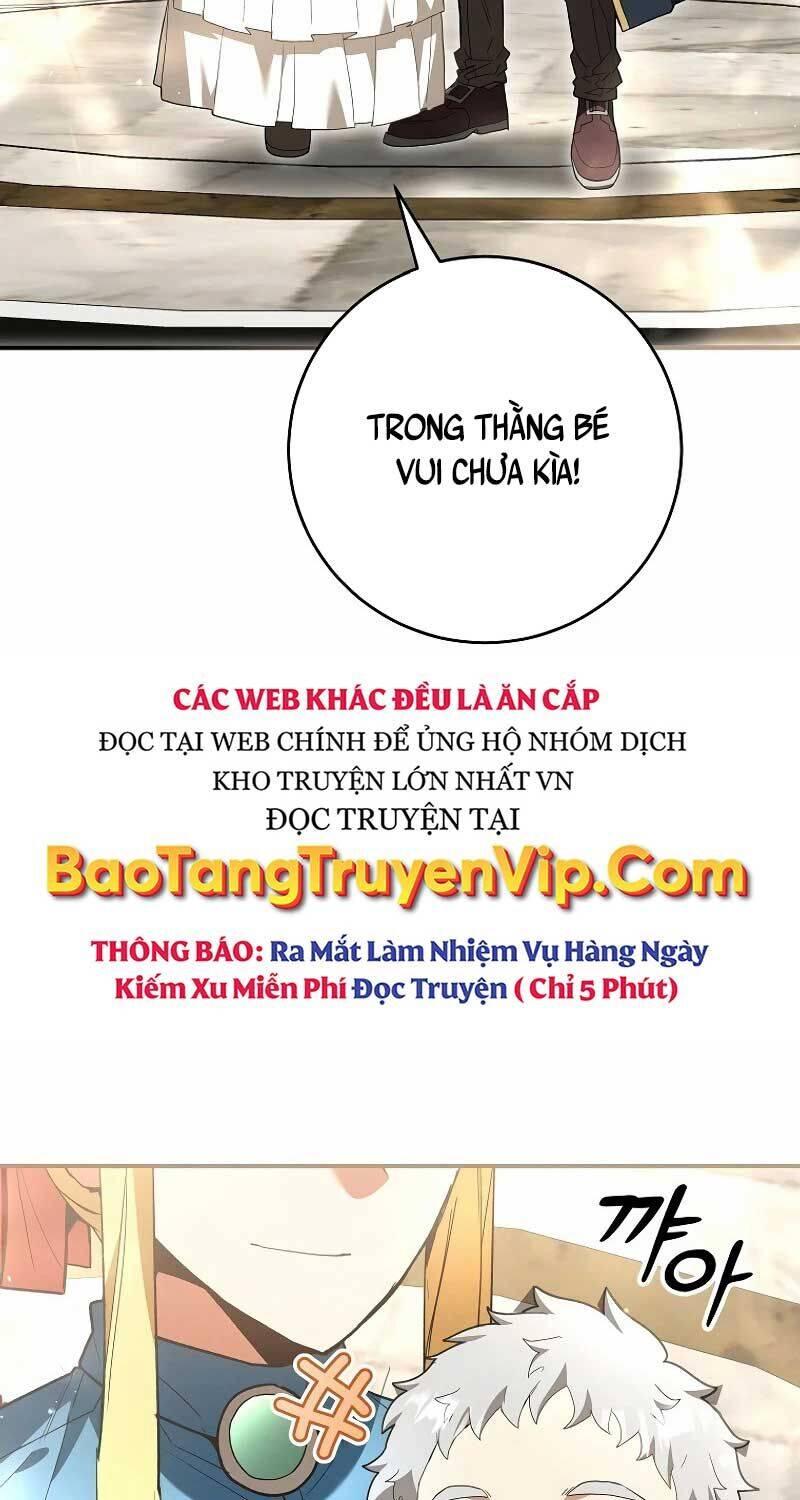 TRONG THẰNG BÉ
VUI CHƯA KÌA!
CÁC WEB KHÁC ĐỀU LÀ ĂN CẮP
ĐỌC TẠI WEB CHÍNH ĐỂ ỦNG HỘ NHÓM DỊCH
KHO TRUYỆN LỚN NHẤT VN
ĐỌC TRUYỆN TẠI
BaoTangTruyenVip.Com
THÔNG BÁO: Ra Mắt Làm Nhiệm Vụ Hàng Ngày
Kiếm Xu Miễn Phí Đọc Truyện ( Chỉ 5 Phút)
꺄아